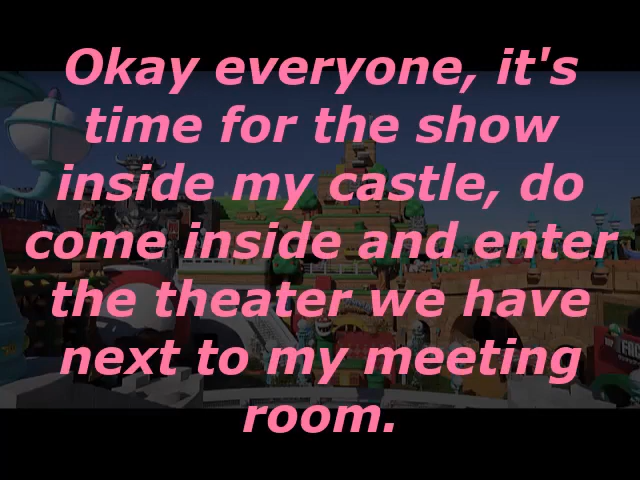 Okay everyone, it's
time for the show
inside my castle, do
come inside and enter
the theater we have
next to my meeting
room.